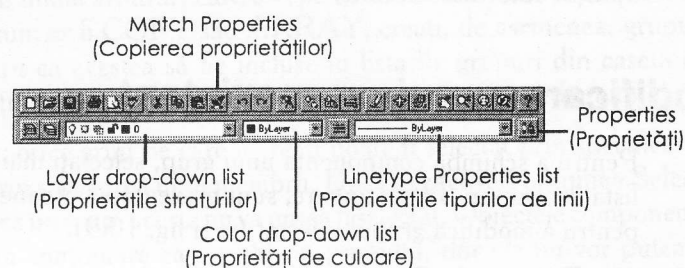 Match Properties
(Copierea proprietăților)
0
ByLayer
ByLayer
Properties
(Proprietăți)
Layer drop-down list
(Proprietățile straturilor)
Linetype Properties list
(Proprietățile tipurilor de linii)
Color drop-down list
(Proprietăți de culoare)